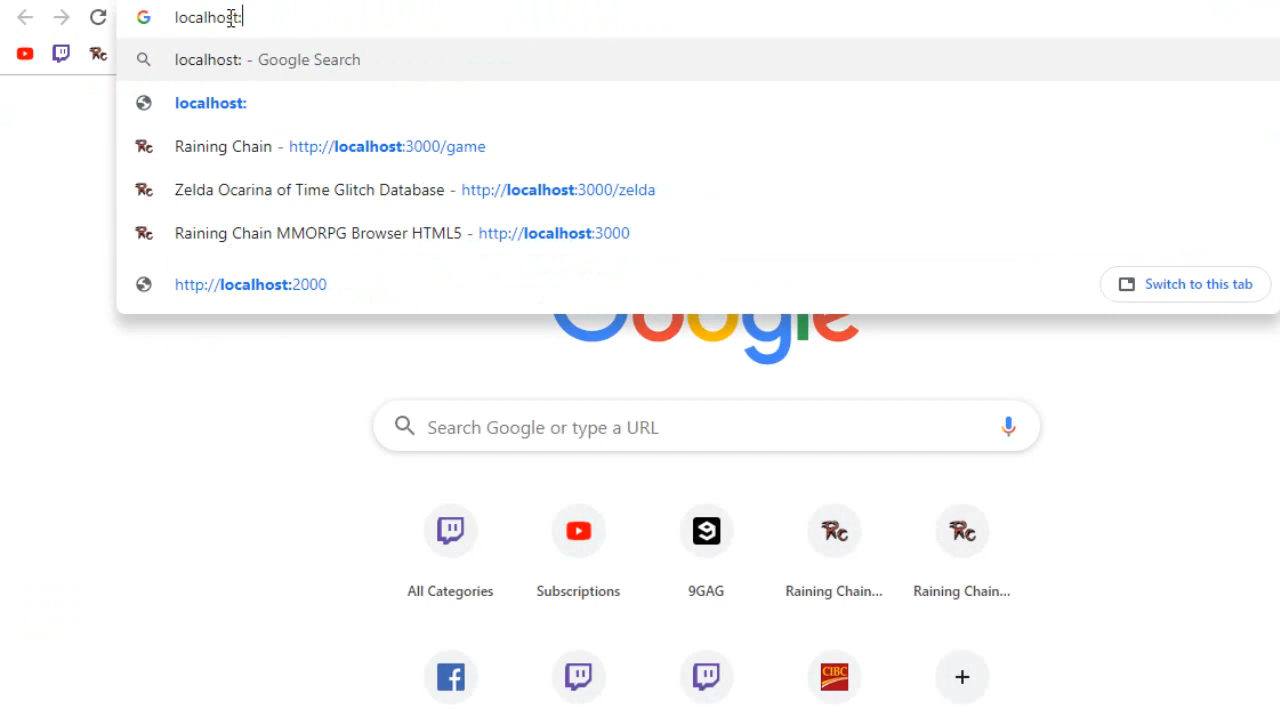 localhost:
localhost: - Google Search
localhost:
Raining Chain - http://localhost:3000/game
Zelda Ocarina of Time Glitch Database - http://localhost:3000/zelda
Raining Chain MMORPG Browser HTML5 - http://localhost:3000
http://localhost:2000 Switch to this tab
Google
Search Google or type a URL
All Categories Subscriptions 9GAG Raining Chain... Raining Chain...
CIBC